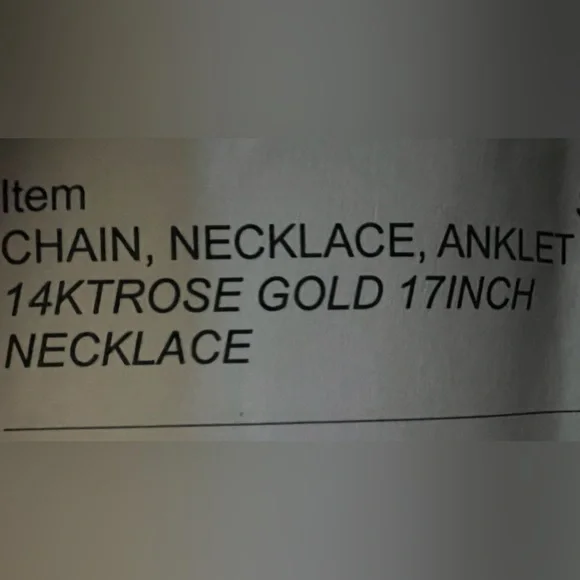 Item
CHAIN, NECKLACE, ANKLET
14KTROSE GOLD 17INCH
NECKLACE